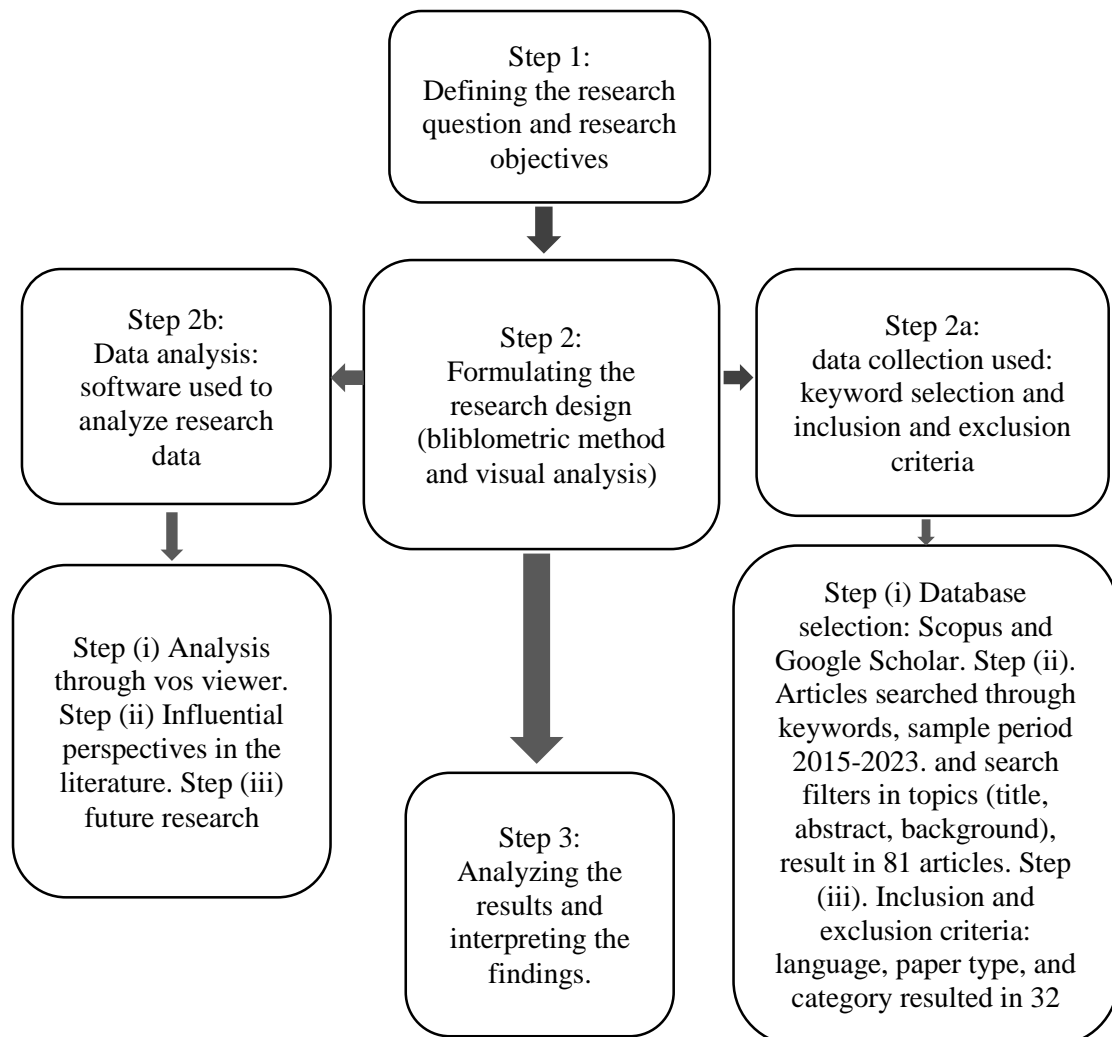 Step 1:
Defining the research
question and research
objectives
Step 2b:
Data analysis:
software used to
analyze research
data
Step 2:
Formulating the
research design
(bliblometric method
and visual analysis)
Step 2a:
data collection used:
keyword selection and
inclusion and exclusion
criteria
Step (i) Analysis
through vos viewer.
Step (ii) Influential
perspectives in the
literature. Step (iii)
future research
Step 3:
Analyzing the
results and
interpreting the
findings.
Step (i) Database
selection: Scopus and
Google Scholar. Step (ii).
Articles searched through
keywords, sample period
2015-2023. and search
filters in topics (title,
abstract, background),
result in 81 articles. Step
(iii). Inclusion and
exclusion criteria:
language, paper type, and
category resulted in 32